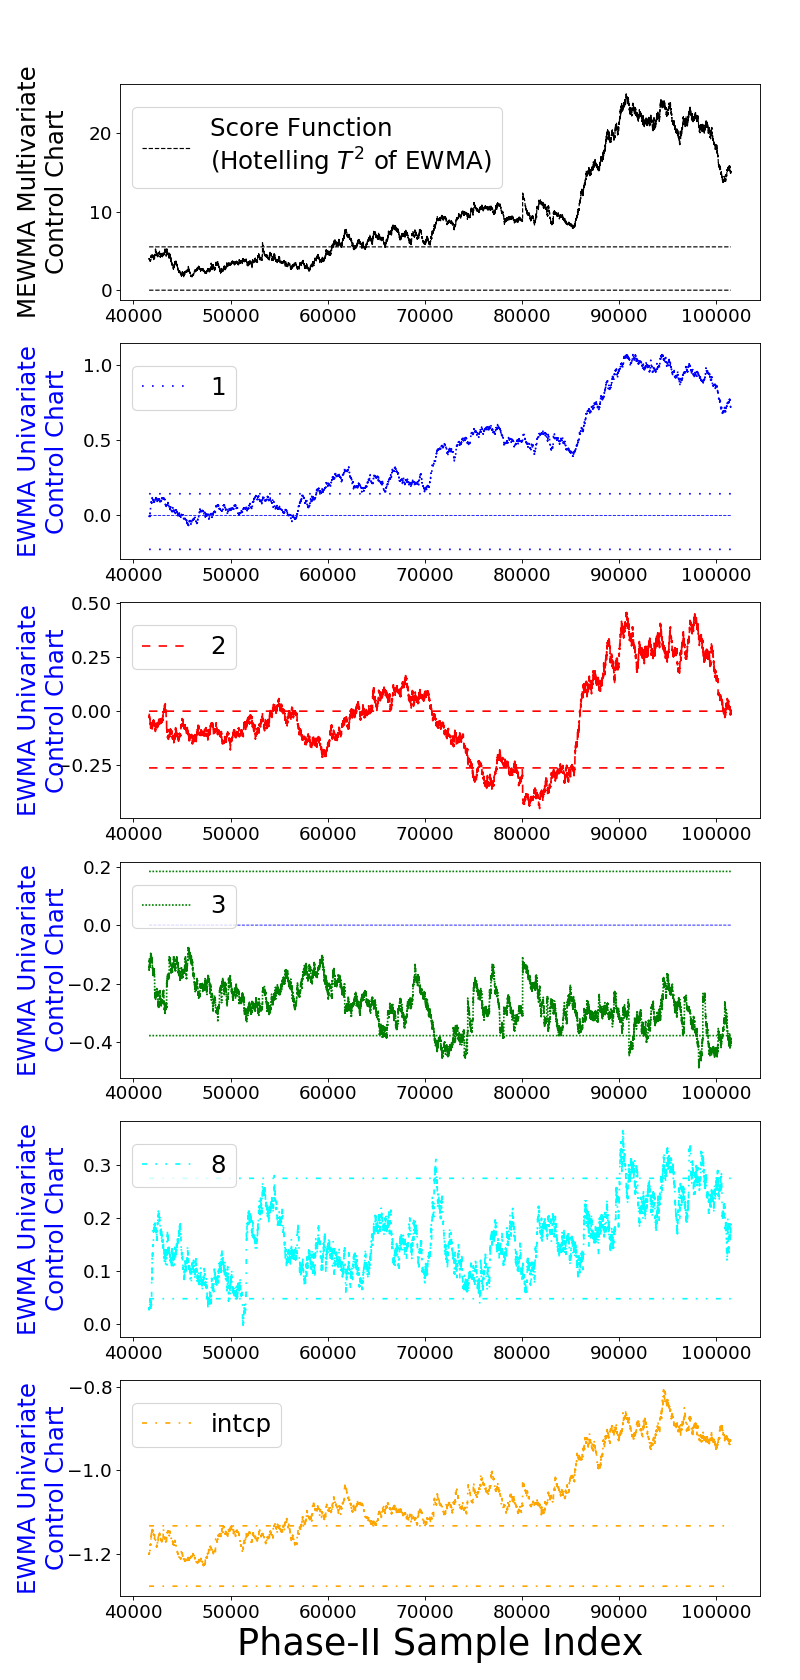 MEWMA Multivariate
Control Chart
Score Function
(Hotelling T² of EWMA)
20
10
0
40000 50000 60000 70000 80000 90000 100000
EWMA Univariate
Control Chart
1
1.0
0.5
0.0
40000 50000 60000 70000 80000 90000 100000
EWMA Univariate
Control Chart
2
0.50
0.25
0.00
−0.25
40000 50000 60000 70000 80000 90000 100000
EWMA Univariate
Control Chart
3
0.2
0.0
−0.2
−0.4
40000 50000 60000 70000 80000 90000 100000
EWMA Univariate
Control Chart
8
0.3
0.2
0.1
0.0
40000 50000 60000 70000 80000 90000 100000
EWMA Univariate
Control Chart
intcp
−0.8
−1.0
−1.2
40000 50000 60000 70000 80000 90000 100000
Phase-II Sample Index